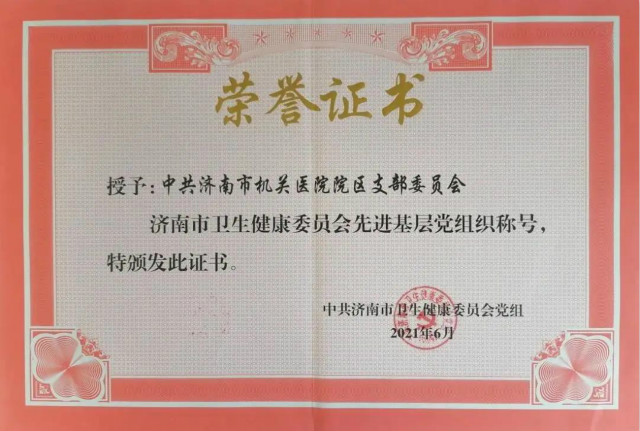 荣誉证书
授予：中共济南市机关医院院区支部委员会
济南市卫生健康委员会先进基层党组织称号，
特颁发此证书。
中共济南市卫生健康委员会党组
2021年6月